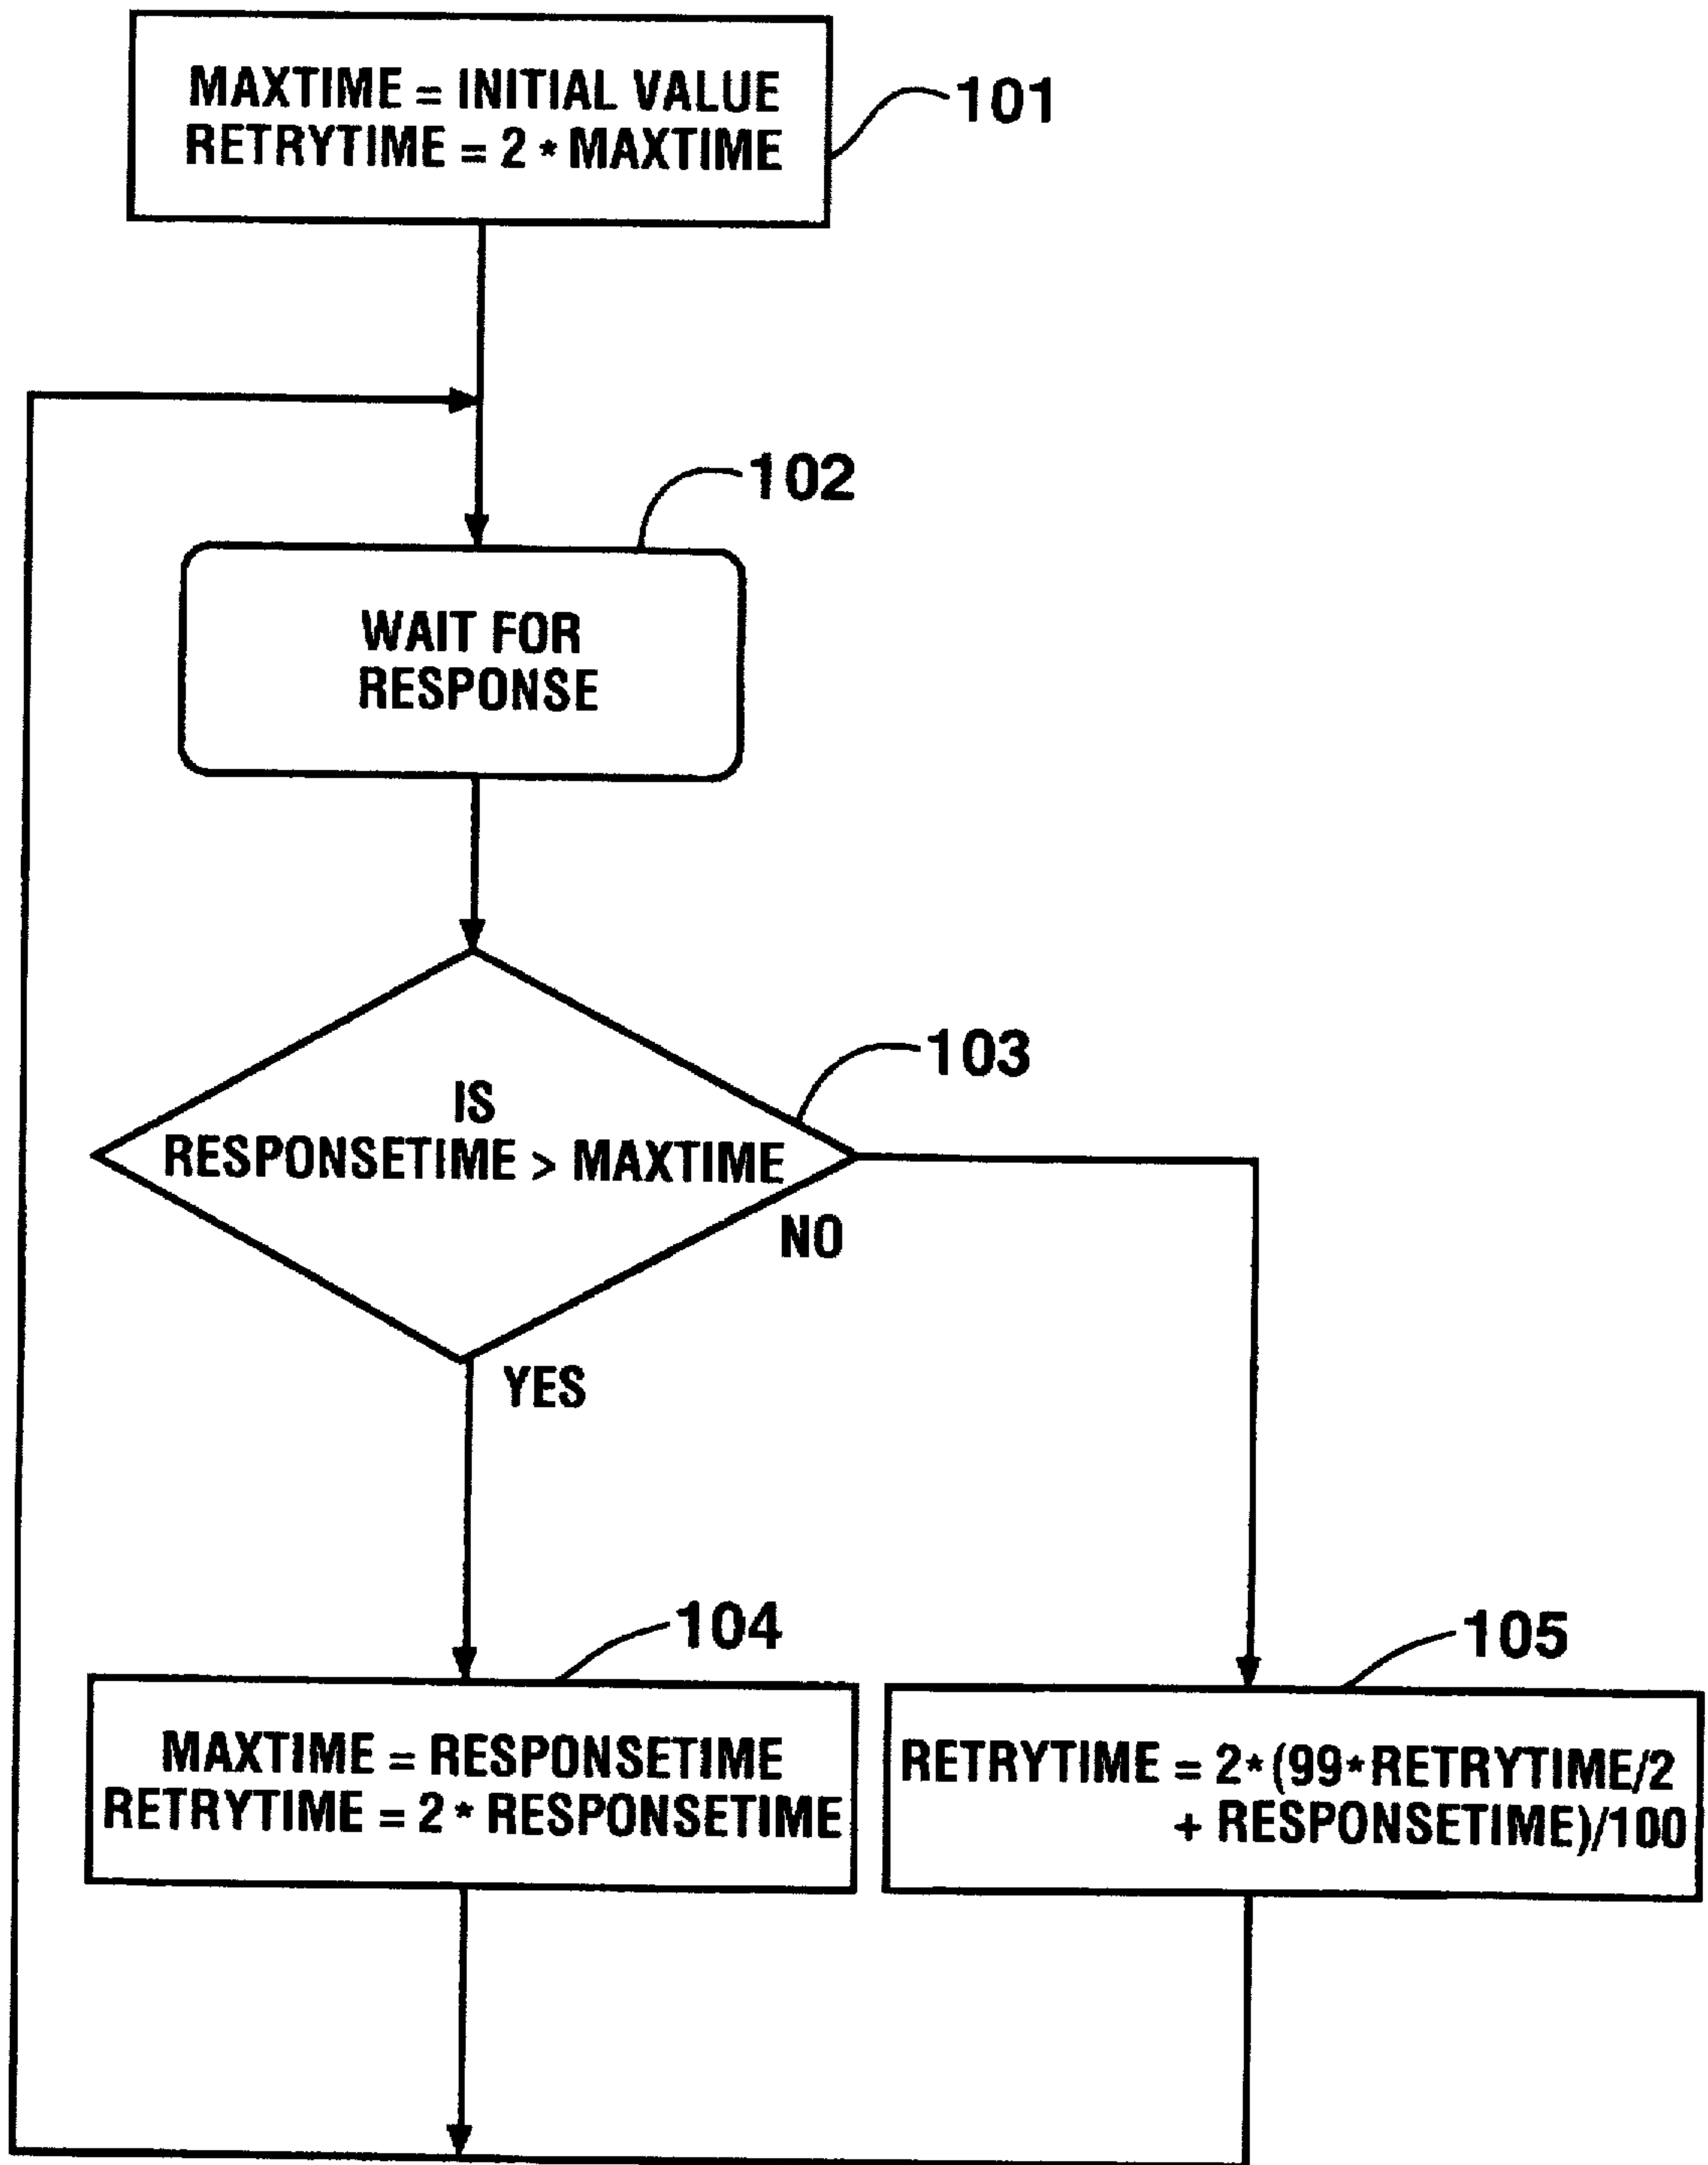 MAXTIME = INITIAL VALUE
RETRYTIME = 2 * MAXTIME
101
102
WAIT FOR
RESPONSE
103
IS
RESPONSETIME > MAXTIME
NO
YES
104
MAXTIME = RESPONSETIME
RETRYTIME = 2 * RESPONSETIME
105
RETRYTIME = 2*(99*RETRYTIME/2
+ RESPONSETIME)/100